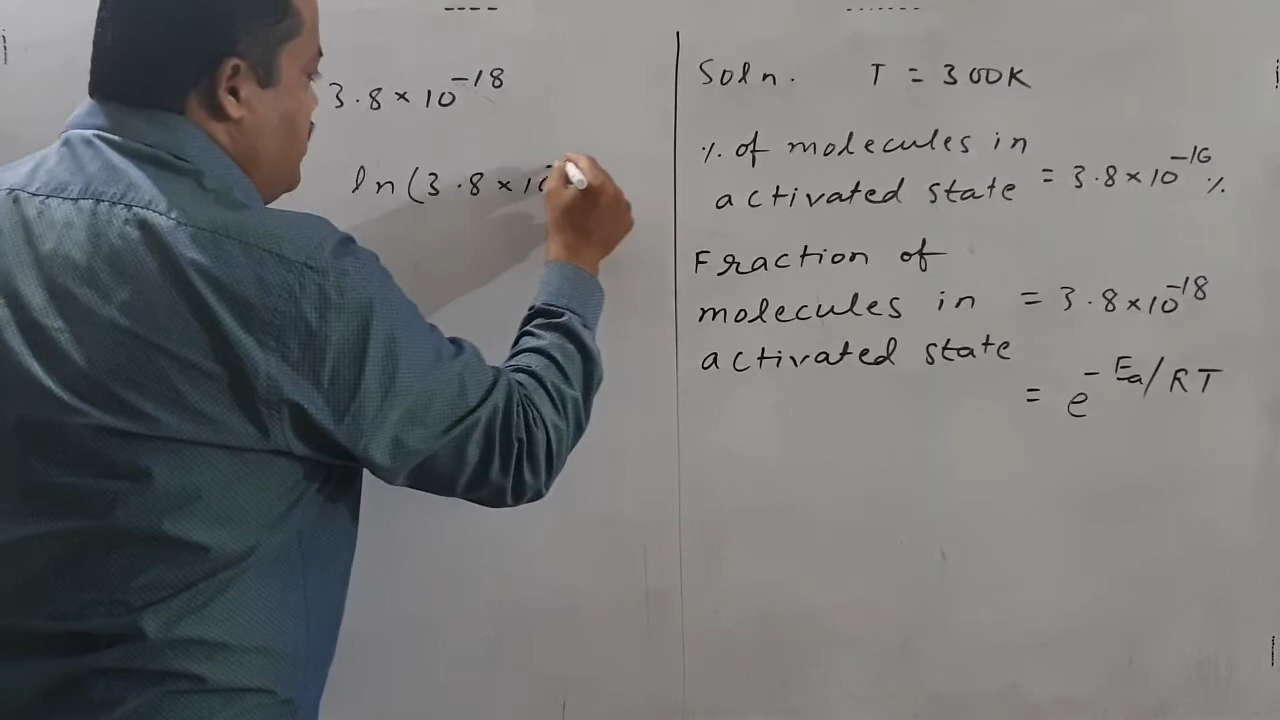 3.8 × 10^-18
ln (3.8 × 10
Soln. T = 300K
% of molecules in
activated state = 3.8 × 10^-16 %
Fraction of
molecules in = 3.8 × 10^-18
activated state
= e^-Ea/RT